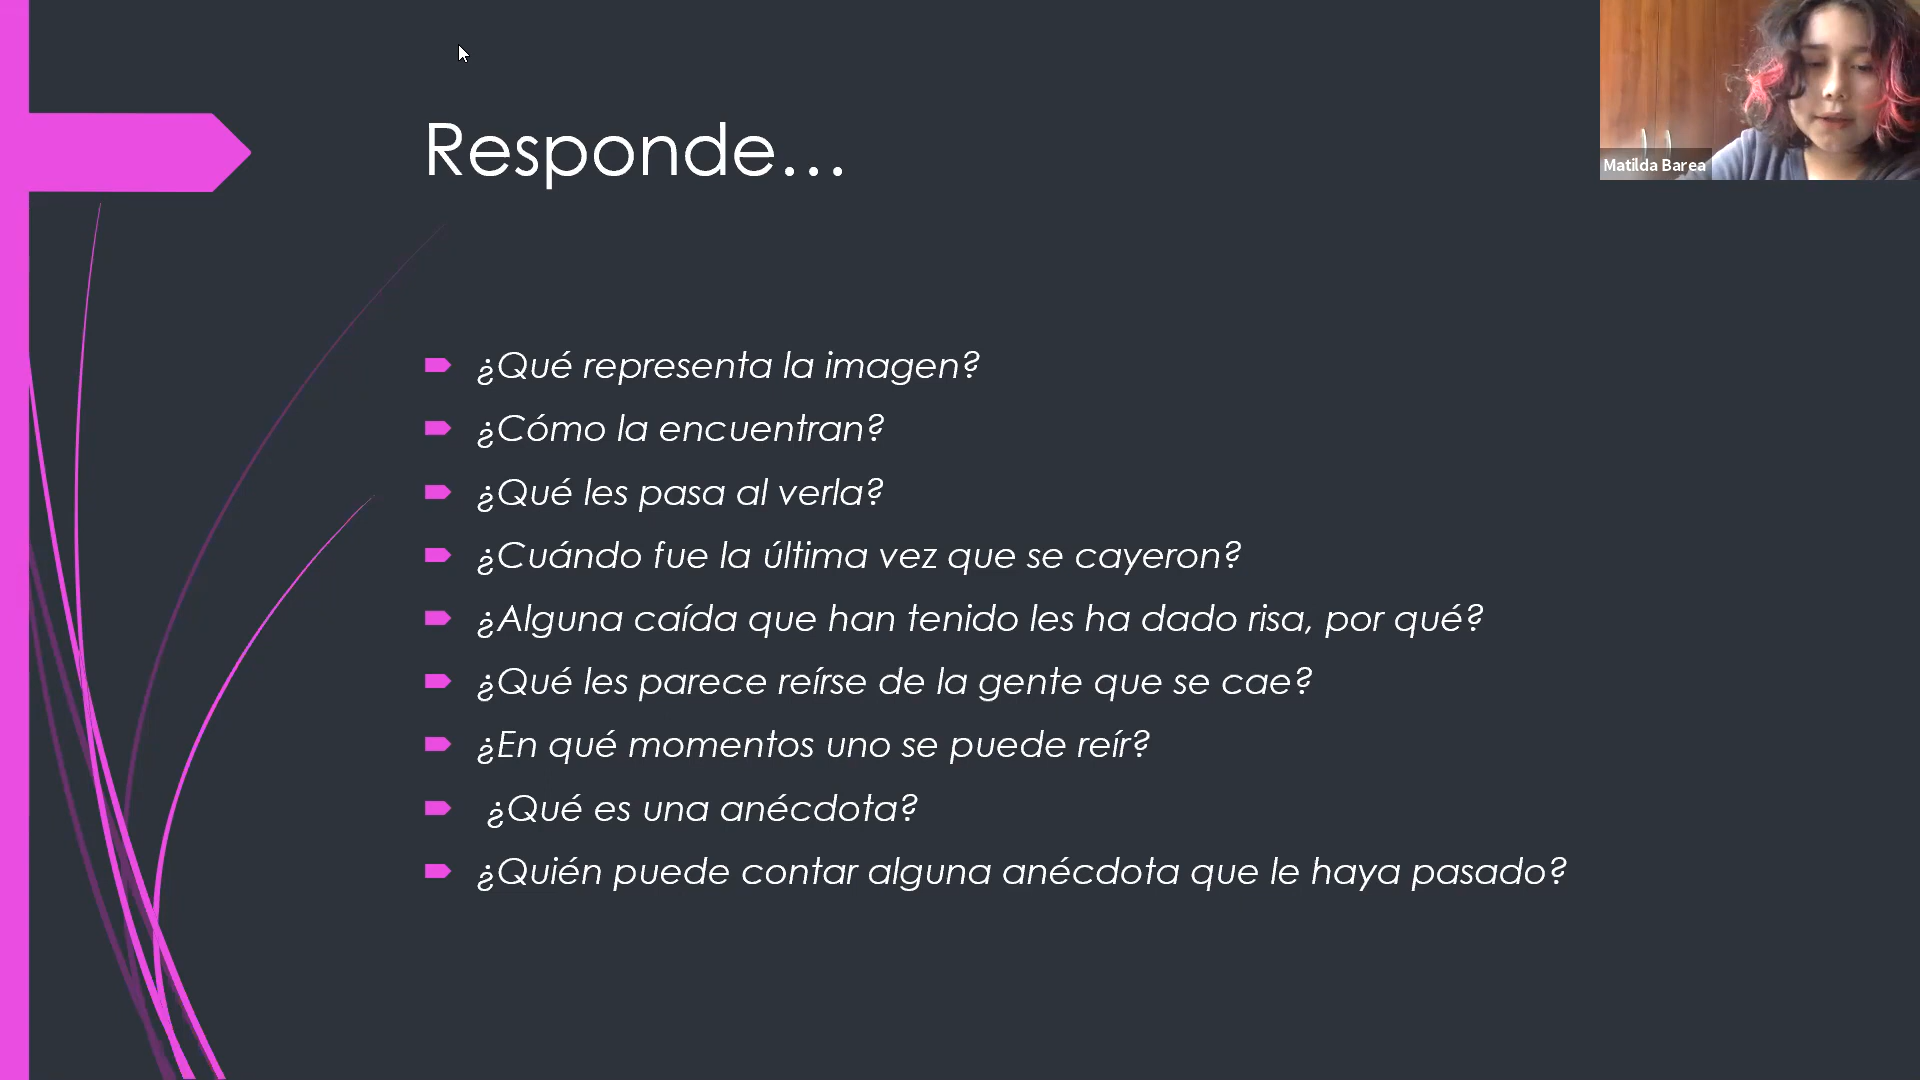 Responde...
¿Qué representa la imagen?
¿Cómo la encuentran?
¿Qué les pasa al verla?
¿Cuándo fue la última vez que se cayeron?
¿Alguna caída que han tenido les ha dado risa, por qué?
¿Qué les parece reírse de la gente que se cae?
¿En qué momentos uno se puede reír?
¿Qué es una anécdota?
¿Quién puede contar alguna anécdota que le haya pasado?
Matilda Barea